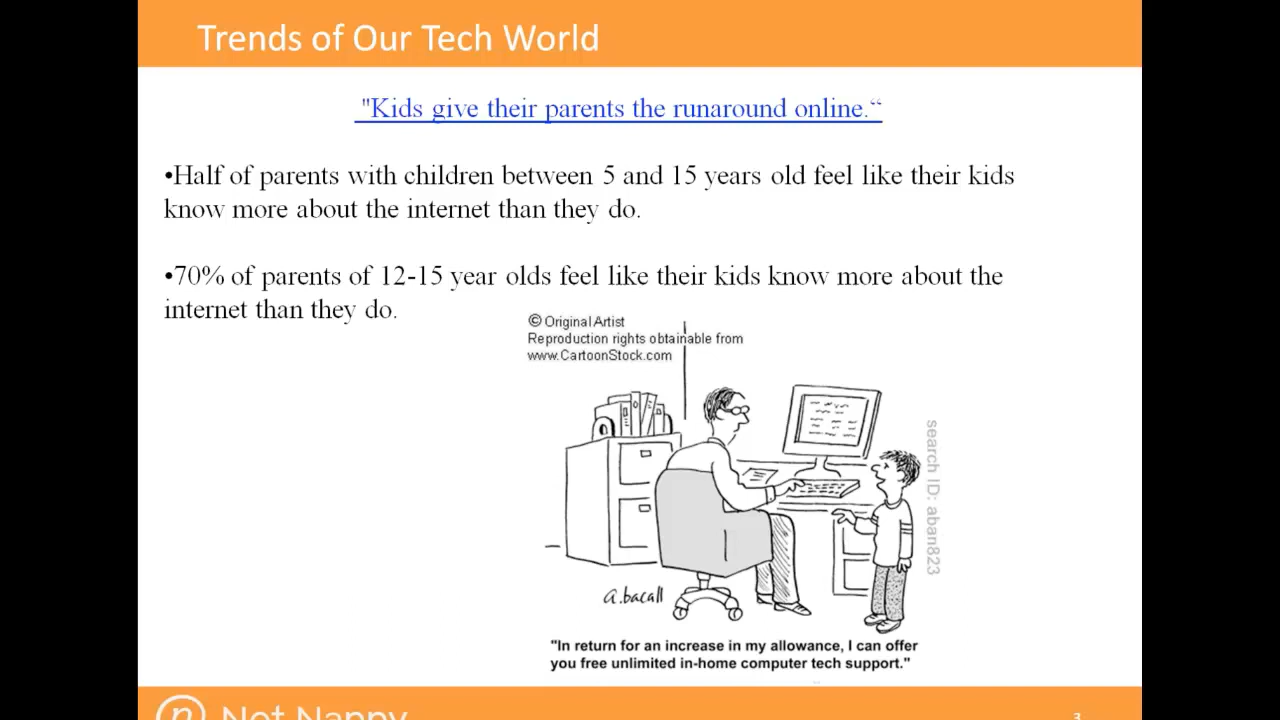 Trends of Our Tech World
"Kids give their parents the runaround online.“
•Half of parents with children between 5 and 15 years old feel like their kids
know more about the internet than they do.
•70% of parents of 12-15 year olds feel like their kids know more about the
internet than they do.
© Original Artist
Reproduction rights obtainable from
www.CartoonStock.com
search ID: aban823
a.bacall
"In return for an increase in my allowance, I can offer
you free unlimited in-home computer tech support."
n Net Nanny
3